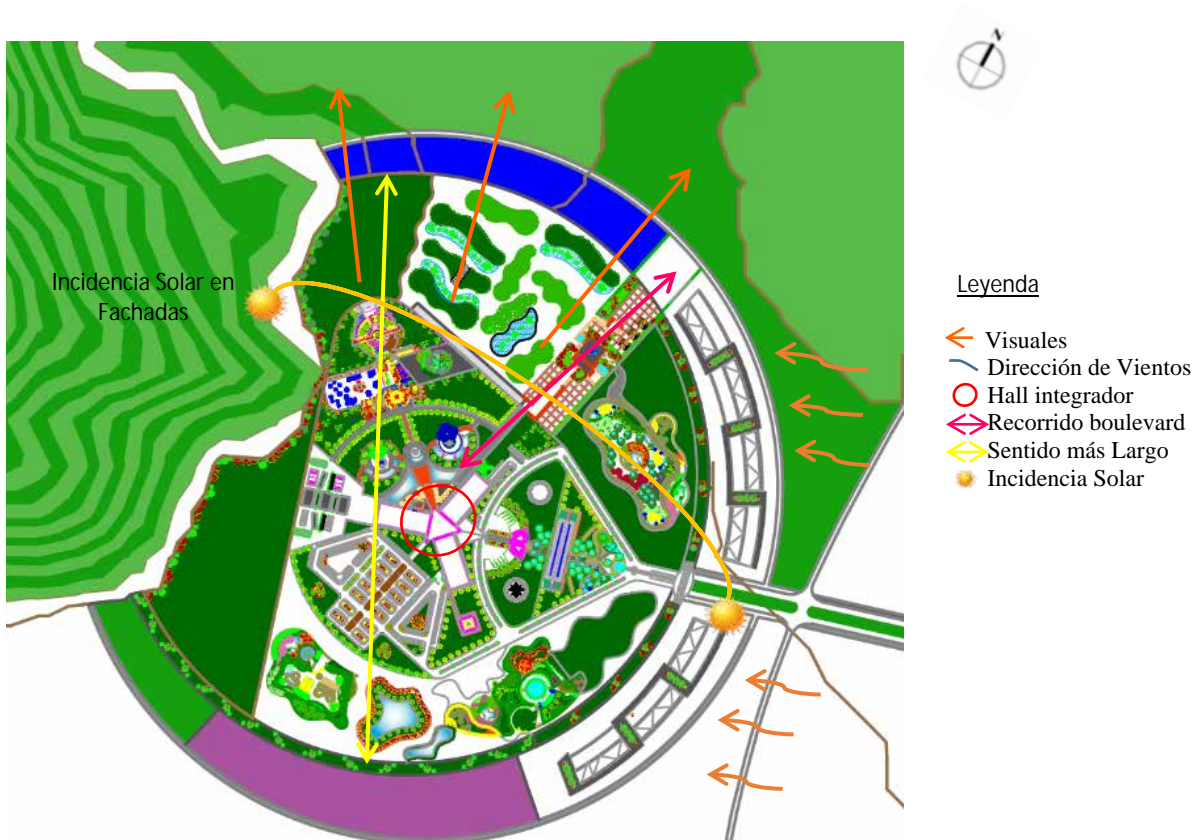 N
Incidencia Solar en
Fachadas
Leyenda
Visuales
Dirección de Vientos
Hall integrador
Recorrido boulevard
Sentido más Largo
Incidencia Solar